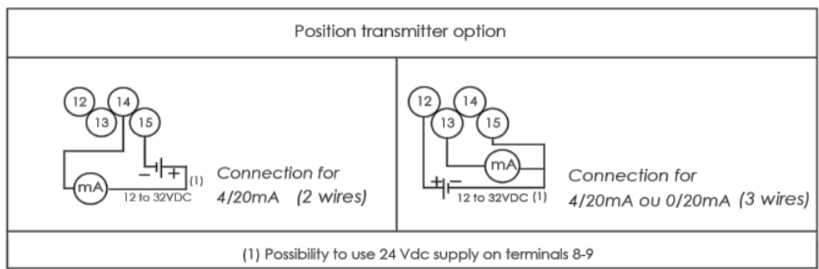 Position transmitter option
12 14
13 15
mA
− +
(1)
12 to 32VDC
Connection for
4/20mA (2 wires)
12 14
13 15
mA
+ −
12 to 32VDC (1)
Connection for
4/20mA ou 0/20mA (3 wires)
(1) Possibility to use 24 Vdc supply on terminals 8-9